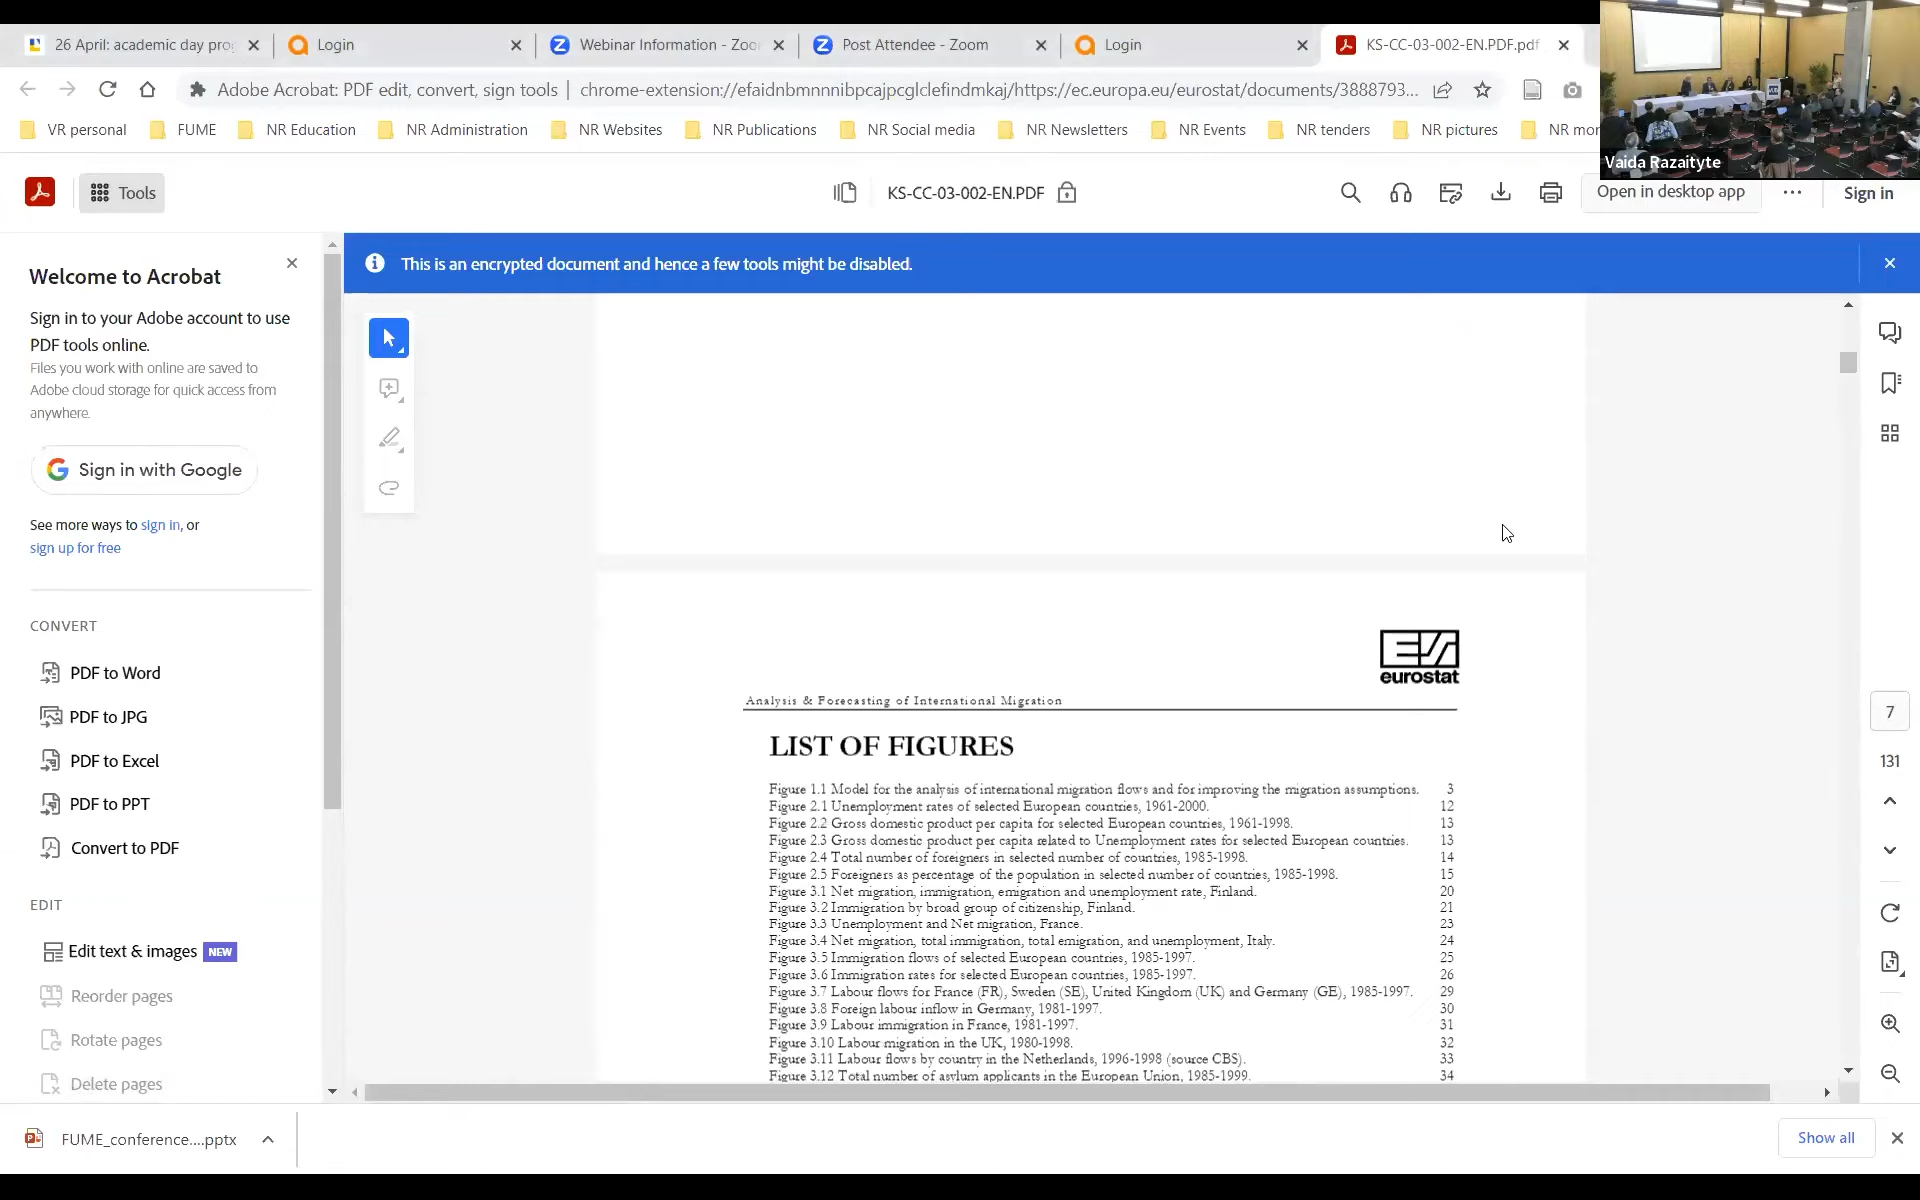 26 April: academic day pro
Login
Webinar Information - Zoo
Post Attendee - Zoom
Login
KS-CC-03-002-EN.PDF.pdf
Adobe Acrobat: PDF edit, convert, sign tools | chrome-extension://efaidnbmnnnibpcajpcglclefindmkaj/https://ec.europa.eu/eurostat/documents/3888793...
VR personal
FUME
NR Education
NR Administration
NR Websites
NR Publications
NR Social media
NR Newsletters
NR Events
NR tenders
NR pictures
NR mor
Vaida Razaityte
Tools
KS-CC-03-002-EN.PDF
Open in desktop app
Sign in
This is an encrypted document and hence a few tools might be disabled.
Welcome to Acrobat
Sign in to your Adobe account to use
PDF tools online.
Files you work with online are saved to
Adobe cloud storage for quick access from
anywhere.
Sign in with Google
See more ways to sign in, or
sign up for free
CONVERT
PDF to Word
PDF to JPG
PDF to Excel
PDF to PPT
Convert to PDF
EDIT
Edit text & images NEW
Reorder pages
Rotate pages
Delete pages
eurostat
Analysis & Forecasting of International Migration
LIST OF FIGURES
Figure 1.1 Model for the analysis of international migration flows and for improving the migration assumptions. 3
Figure 2.1 Unemployment rates of selected European countries, 1961-2000. 12
Figure 2.2 Gross domestic product per capita for selected European countries, 1961-1998. 13
Figure 2.3 Gross domestic product per capita related to Unemployment rates for selected European countries. 13
Figure 2.4 Total number of foreigners in selected number of countries, 1985-1998. 14
Figure 2.5 Foreigners as percentage of the population in selected number of countries, 1985-1998. 15
Figure 3.1 Net migration, immigration, emigration and unemployment rate, Finland. 20
Figure 3.2 Immigration by broad group of citizenship, Finland. 21
Figure 3.3 Unemployment and Net migration, France. 23
Figure 3.4 Net migration, total immigration, total emigration, and unemployment, Italy. 24
Figure 3.5 Immigration flows of selected European countries, 1985-1997. 25
Figure 3.6 Immigration rates for selected European countries, 1985-1997. 26
Figure 3.7 Labour flows for France (FR), Sweden (SE), United Kingdom (UK) and Germany (GE), 1985-1997. 29
Figure 3.8 Foreign labour inflow in Germany, 1981-1997. 30
Figure 3.9 Labour immigration in France, 1981-1997. 31
Figure 3.10 Labour migration in the UK, 1980-1998. 32
Figure 3.11 Labour flows by country in the Netherlands, 1996-1998 (source CBS). 33
Figure 3.12 Total number of asylum applicants in the European Union, 1985-1999. 34
7
131
FUME_conference....pptx
Show all